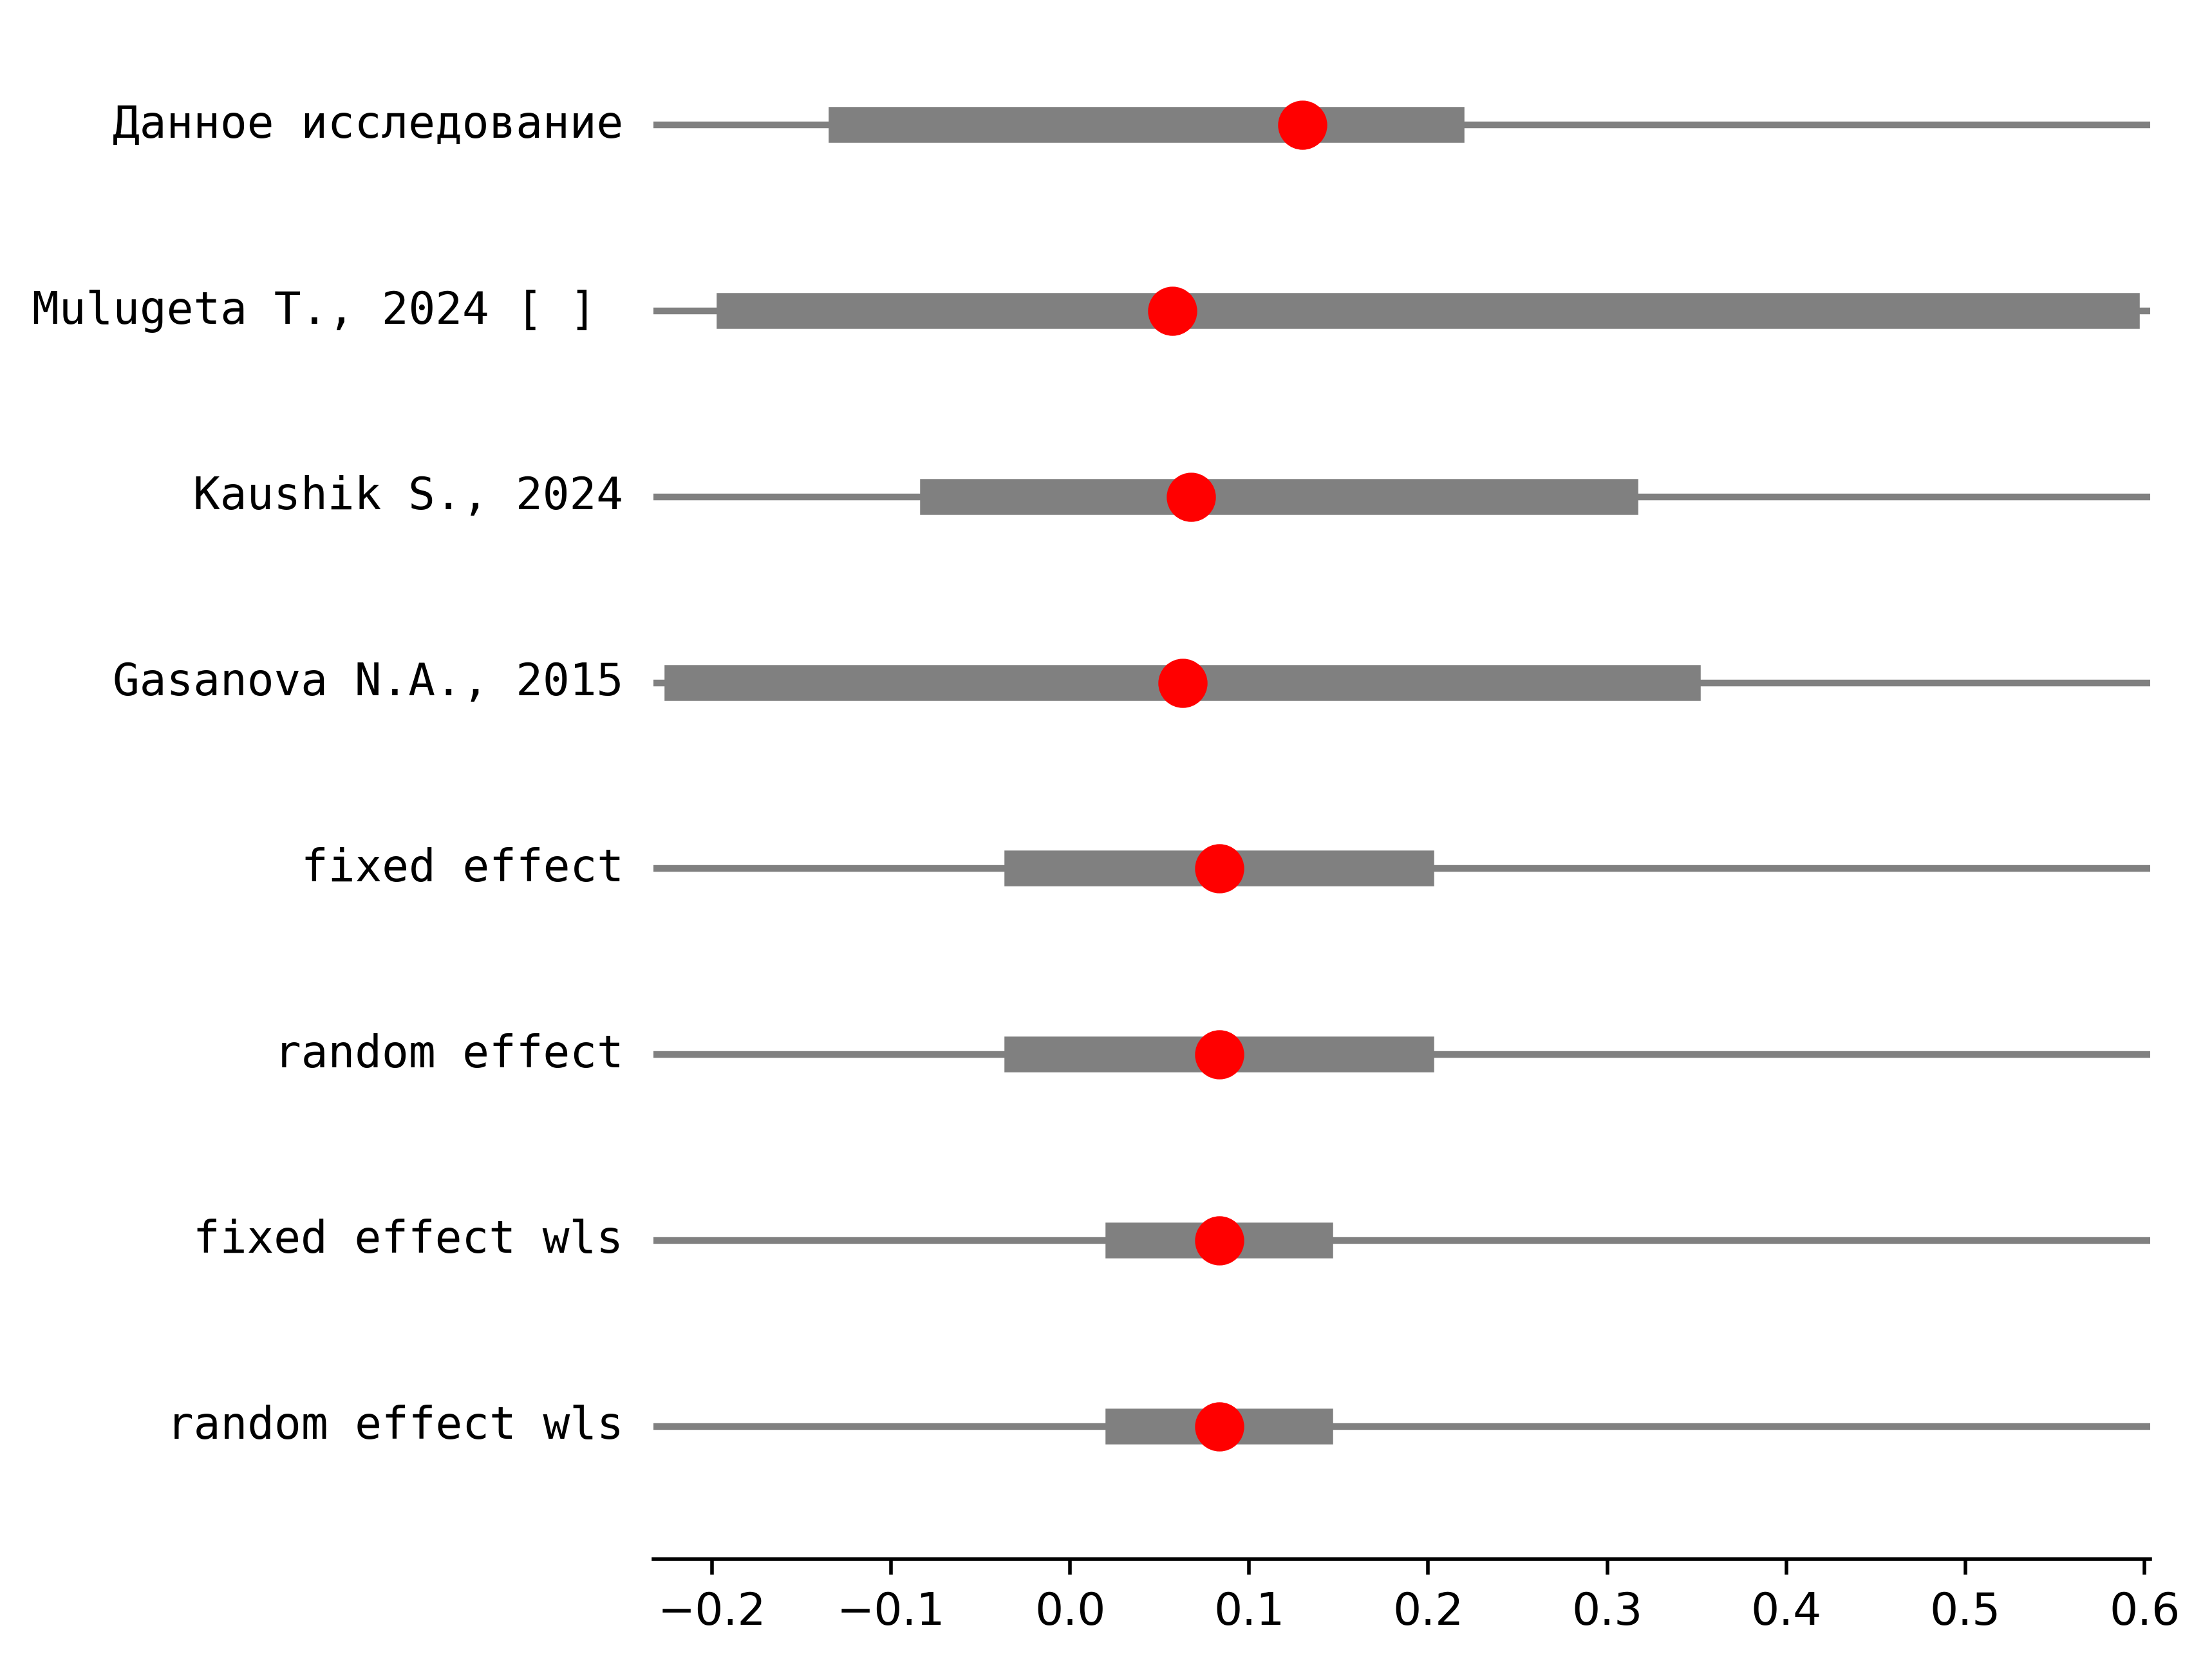 Данное исследование
Mulugeta T., 2024 [ ]
Kaushik S., 2024
Gasanova N.A., 2015
fixed effect
random effect
fixed effect wls
random effect wls
−0.2 −0.1 0.0 0.1 0.2 0.3 0.4 0.5 0.6